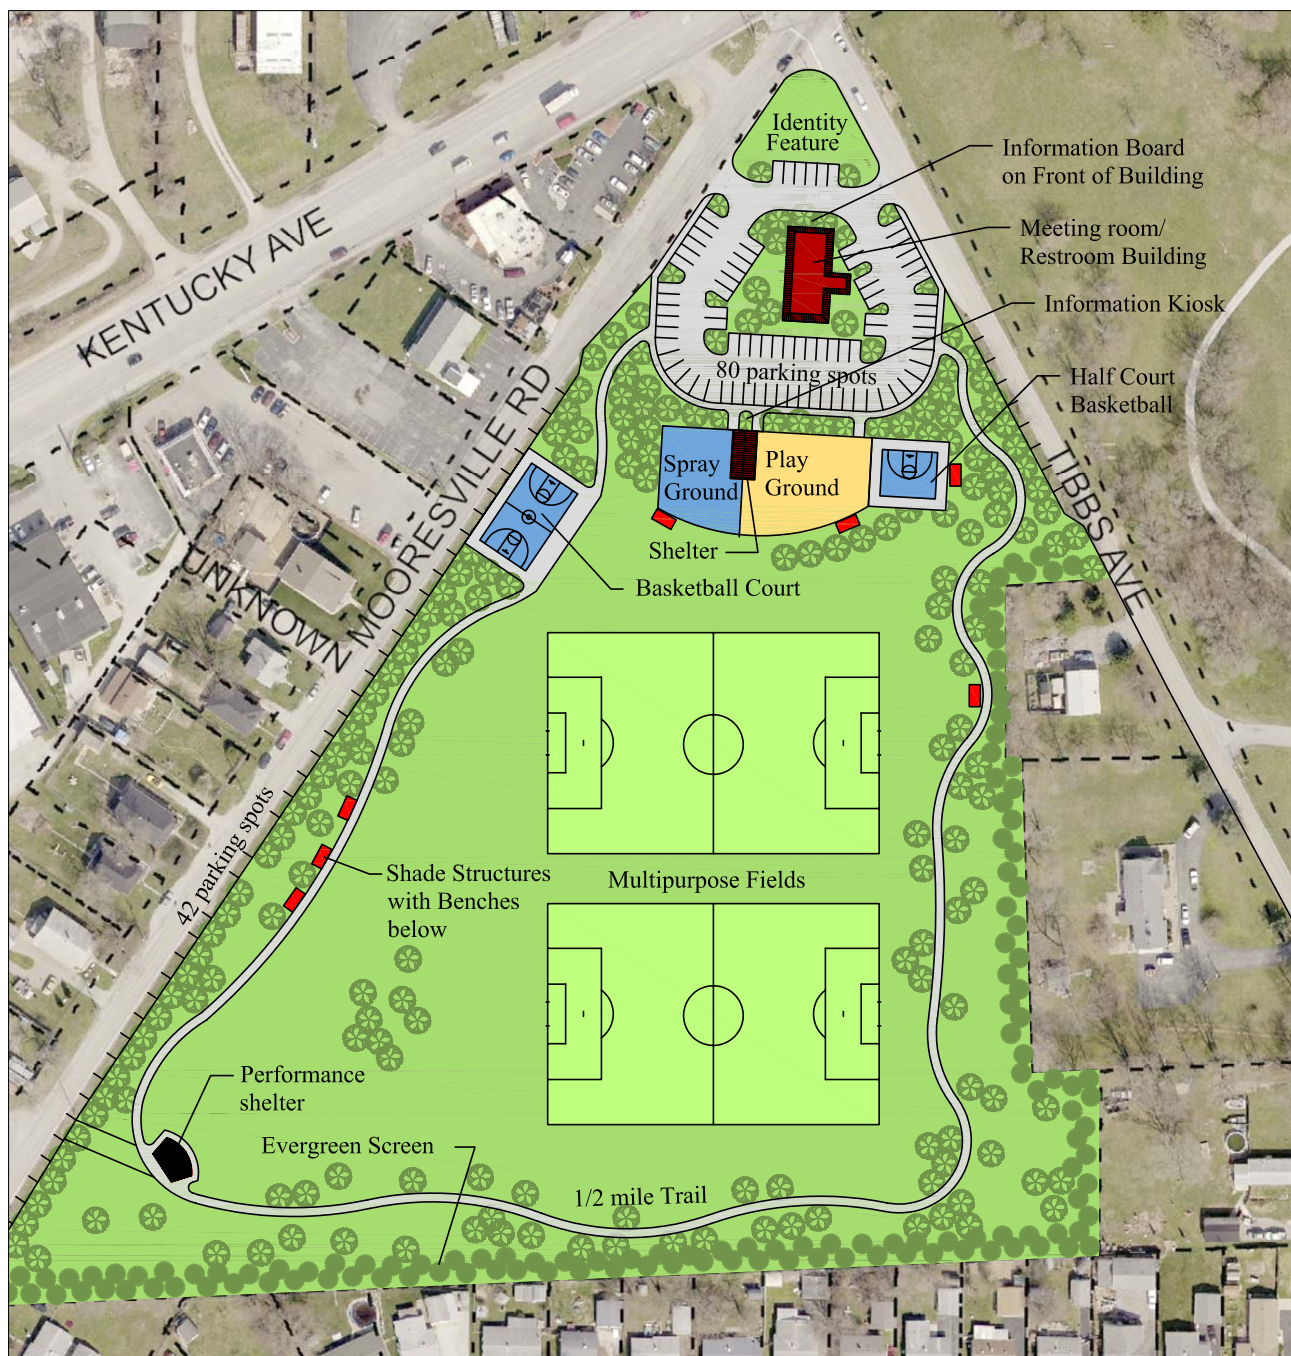 Identity
Feature
Information Board
on Front of Building
Meeting room/
Restroom Building
Information Kiosk
KENTUCKY AVE
80 parking spots
Half Court
Basketball
MOORESVILLE RD
Spray
Ground
Play
Ground
TIBBS AVE
Shelter
UNKNOWN
Basketball Court
42 parking spots
Shade Structures
with Benches
below
Multipurpose Fields
Performance
shelter
Evergreen Screen
1/2 mile Trail